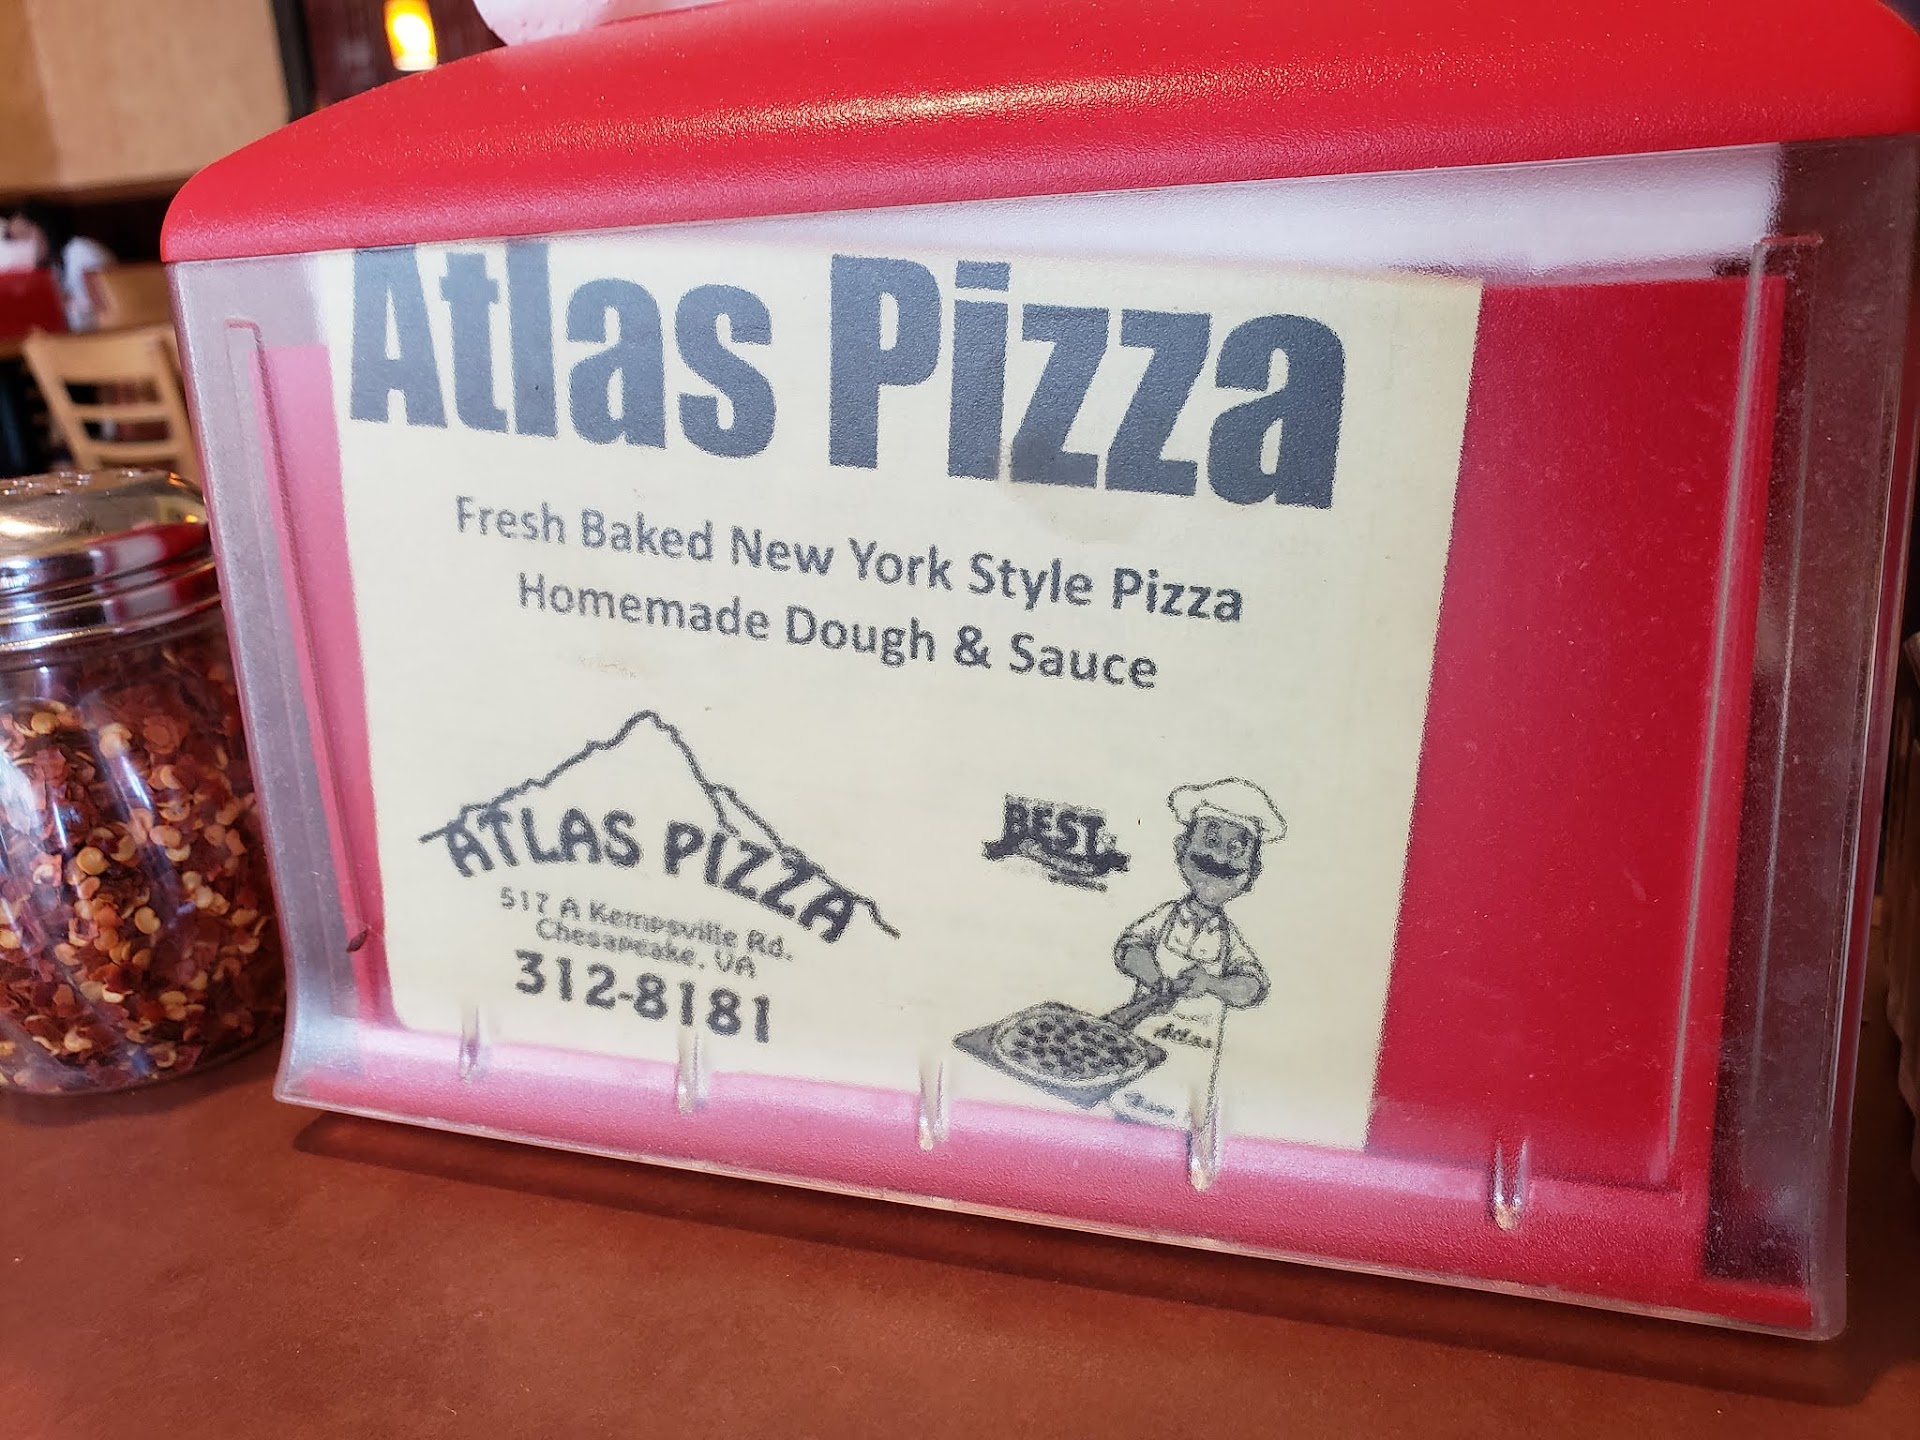 Atlas Pizza
Fresh Baked New York Style Pizza
Homemade Dough & Sauce
ATLAS PIZZA
517 A Kempsville Rd.
Chesapeake, VA
312-8181
BEST
Atlas